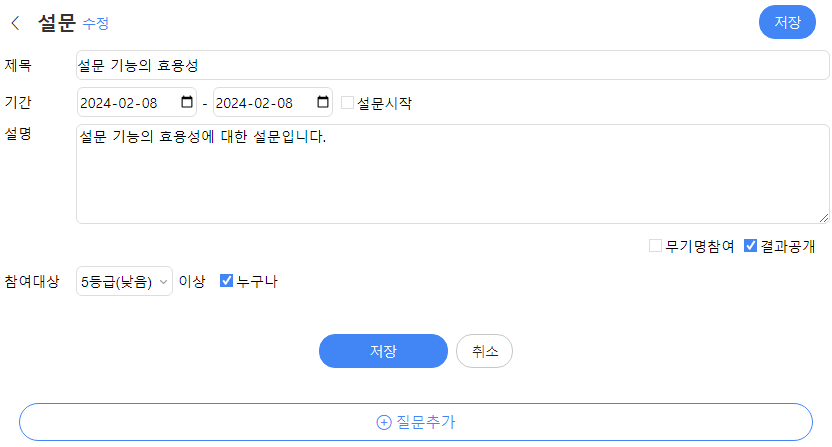 설문 수정 저장
제목 설문 기능의 효용성
기간 2024-02-08 - 2024-02-08 설문시작
설명 설문 기능의 효용성에 대한 설문입니다.
무기명참여 결과공개
참여대상 5등급(낮음) 이상 누구나
저장 취소
질문추가